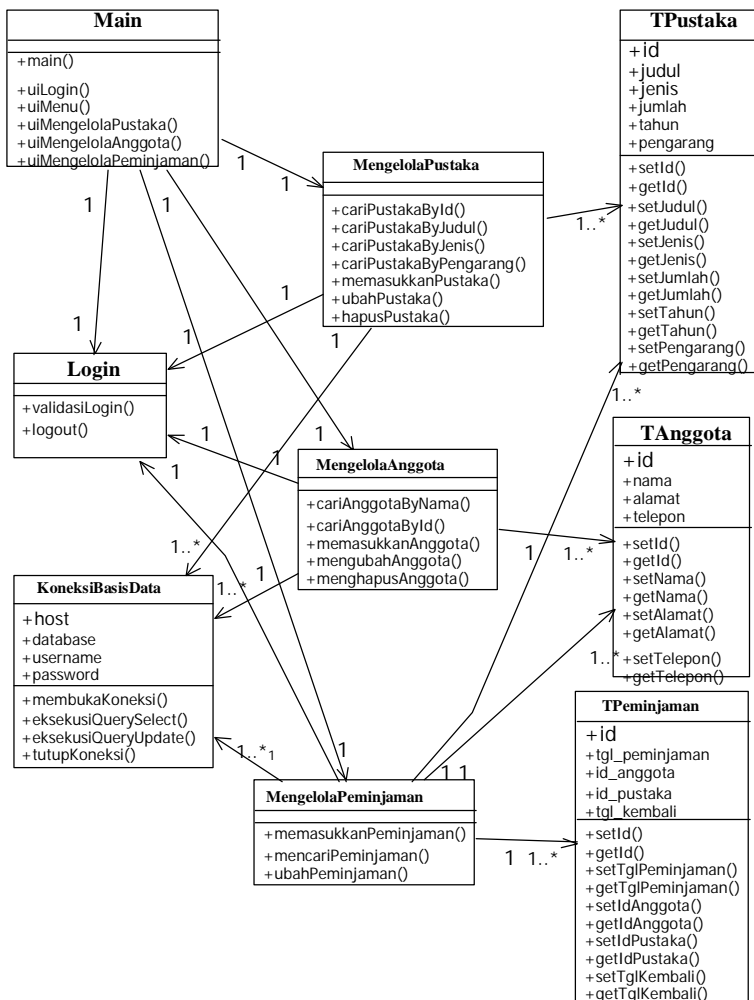 Main
+main()
+uiLogin()
+uiMenu()
+uiMengelolaPustaka()
+uiMengelolaAnggota()
+uiMengelolaPeminjaman()
1
1
1
1
1
1
1
1
MengelolaPustaka
+cariPustakaById()
+cariPustakaByJudul()
+cariPustakaByJenis()
+cariPustakaByPengarang()
+memasukkanPustaka()
+ubahPustaka()
+hapusPustaka()
1..*
1
1
1
1..*
TPustaka
+id
+judul
+jenis
+jumlah
+tahun
+pengarang
+setId()
+getId()
+setJudul()
+getJudul()
+setJenis()
+getJenis()
+setJumlah()
+getJumlah()
+setTahun()
+getTahun()
+setPengarang()
+getPengarang()
1..*
Login
+validasiLogin()
+logout()
1
1
MengelolaAnggota
+cariAnggotaByNama()
+cariAnggotaById()
+memasukkanAnggota()
+mengubahAnggota()
+menghapusAnggota()
1..*
1
1..*
1
TAnggota
+id
+nama
+alamat
+telepon
+setId()
+getId()
+setNama()
+getNama()
+setAlamat()
+getAlamat()
+setTelepon()
+getTelepon()
1..*
KoneksiBasisData
+host
+database
+username
+password
+membukaKoneksi()
+eksekusiQuerySelect()
+eksekusiQueryUpdate()
+tutupKoneksi()
1..*
1
1
1
MengelolaPeminjaman
+memasukkanPeminjaman()
+mencariPeminjaman()
+ubahPeminjaman()
1
1..*
TPeminjaman
+id
+tgl_peminjaman
+id_anggota
+id_pustaka
+tgl_kembali
+setId()
+getId()
+setTglPeminjaman()
+getTglPeminjaman()
+setIdAnggota()
+getIdAnggota()
+setIdPustaka()
+getIdPustaka()
+setTglKembali()
+getTglKembali()